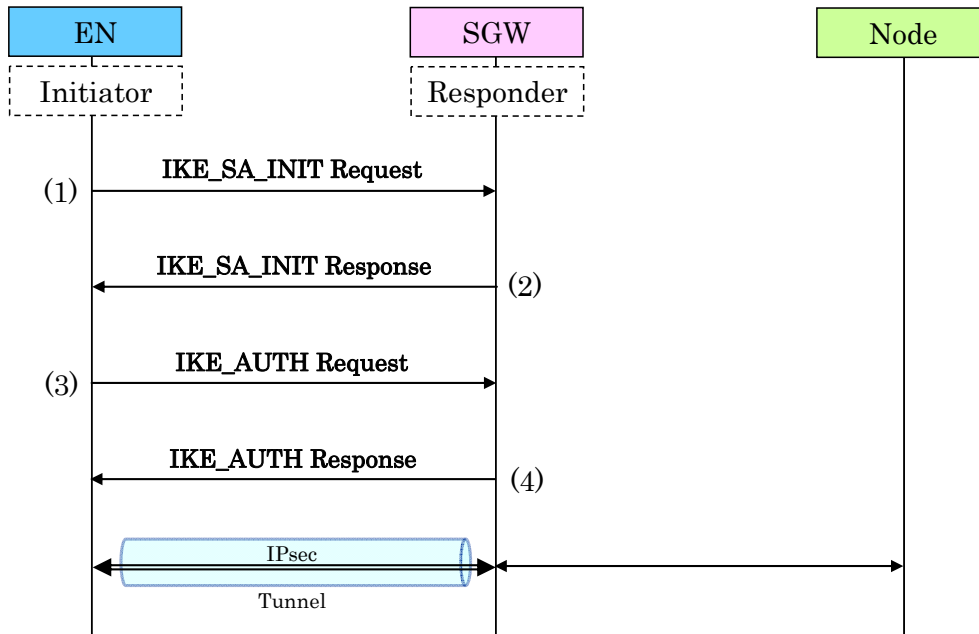 EN
SGW
Node
Initiator
Responder
IKE_SA_INIT Request
(1)
IKE_SA_INIT Response
(2)
IKE_AUTH Request
(3)
IKE_AUTH Response
(4)
IPsec
Tunnel